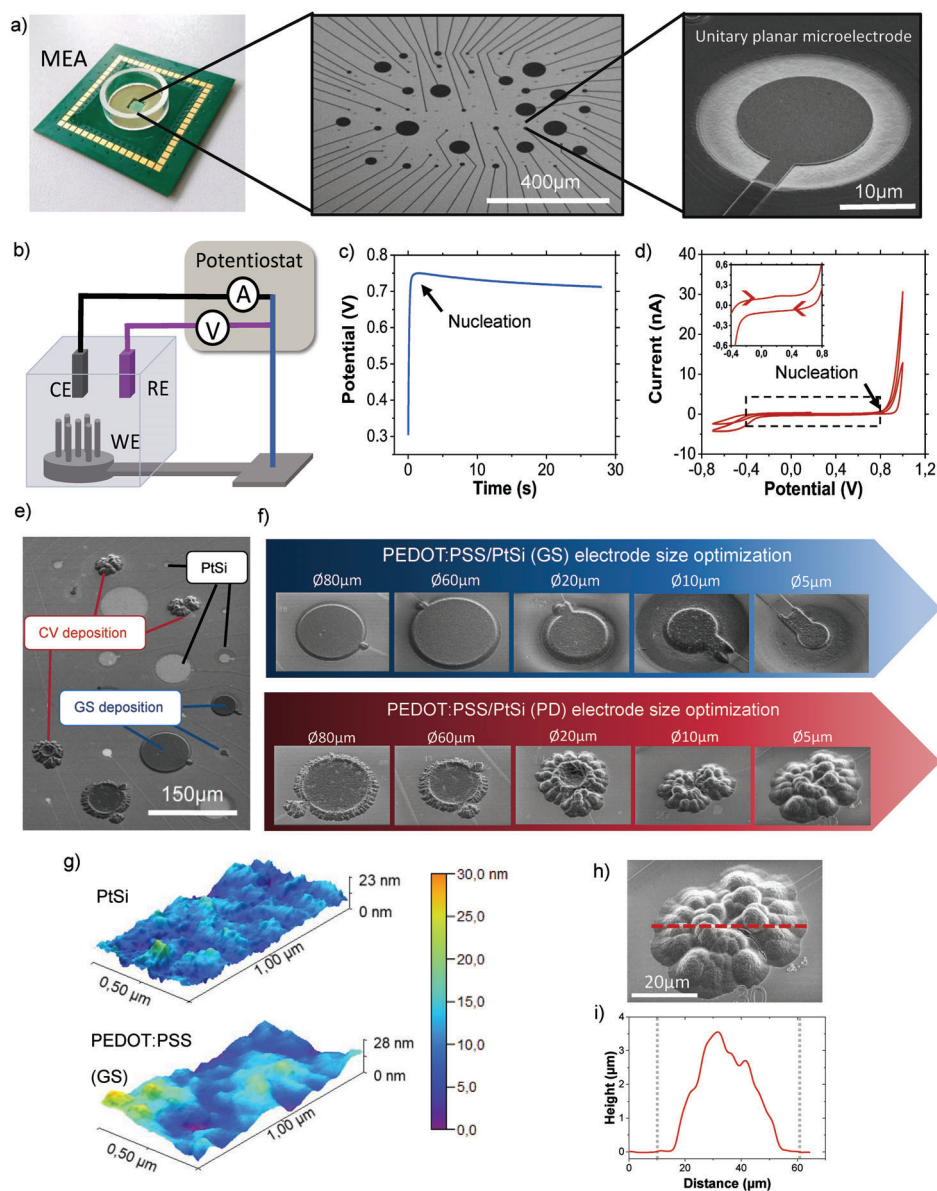 a)
MEA
400µm
Unitary planar microelectrode
10µm
b)
Potentiostat
A
V
CE
RE
WE
c)
0.8
0.7
0.6
0.5
0.4
0.3
Potential (V)
Nucleation
0
10
20
30
Time (s)
d)
40
30
20
10
0
-10
Current (nA)
0,6
0,3
0,0
-0,3
-0,6
-0,4
0,0
0,4
0,8
Nucleation
-0,8
-0,4
0,0
0,4
0,8
Potential (V)
e)
PtSi
CV deposition
GS deposition
150µm
f)
PEDOT:PSS/PtSi (GS) electrode size optimization
Ø80µm
Ø60µm
Ø20µm
Ø10µm
Ø5µm
PEDOT:PSS/PtSi (PD) electrode size optimization
Ø80µm
Ø60µm
Ø20µm
Ø10µm
Ø5µm
g)
PtSi
23 nm
0 nm
1,00 µm
0,50 µm
PEDOT:PSS
(GS)
28 nm
0 nm
1,00 µm
0,50 µm
30,0 nm
25,0
20,0
15,0
10,0
5,0
0,0
h)
20µm
30
i)
4
3
2
1
0
Height (µm)
0
20
40
60
Distance (µm)